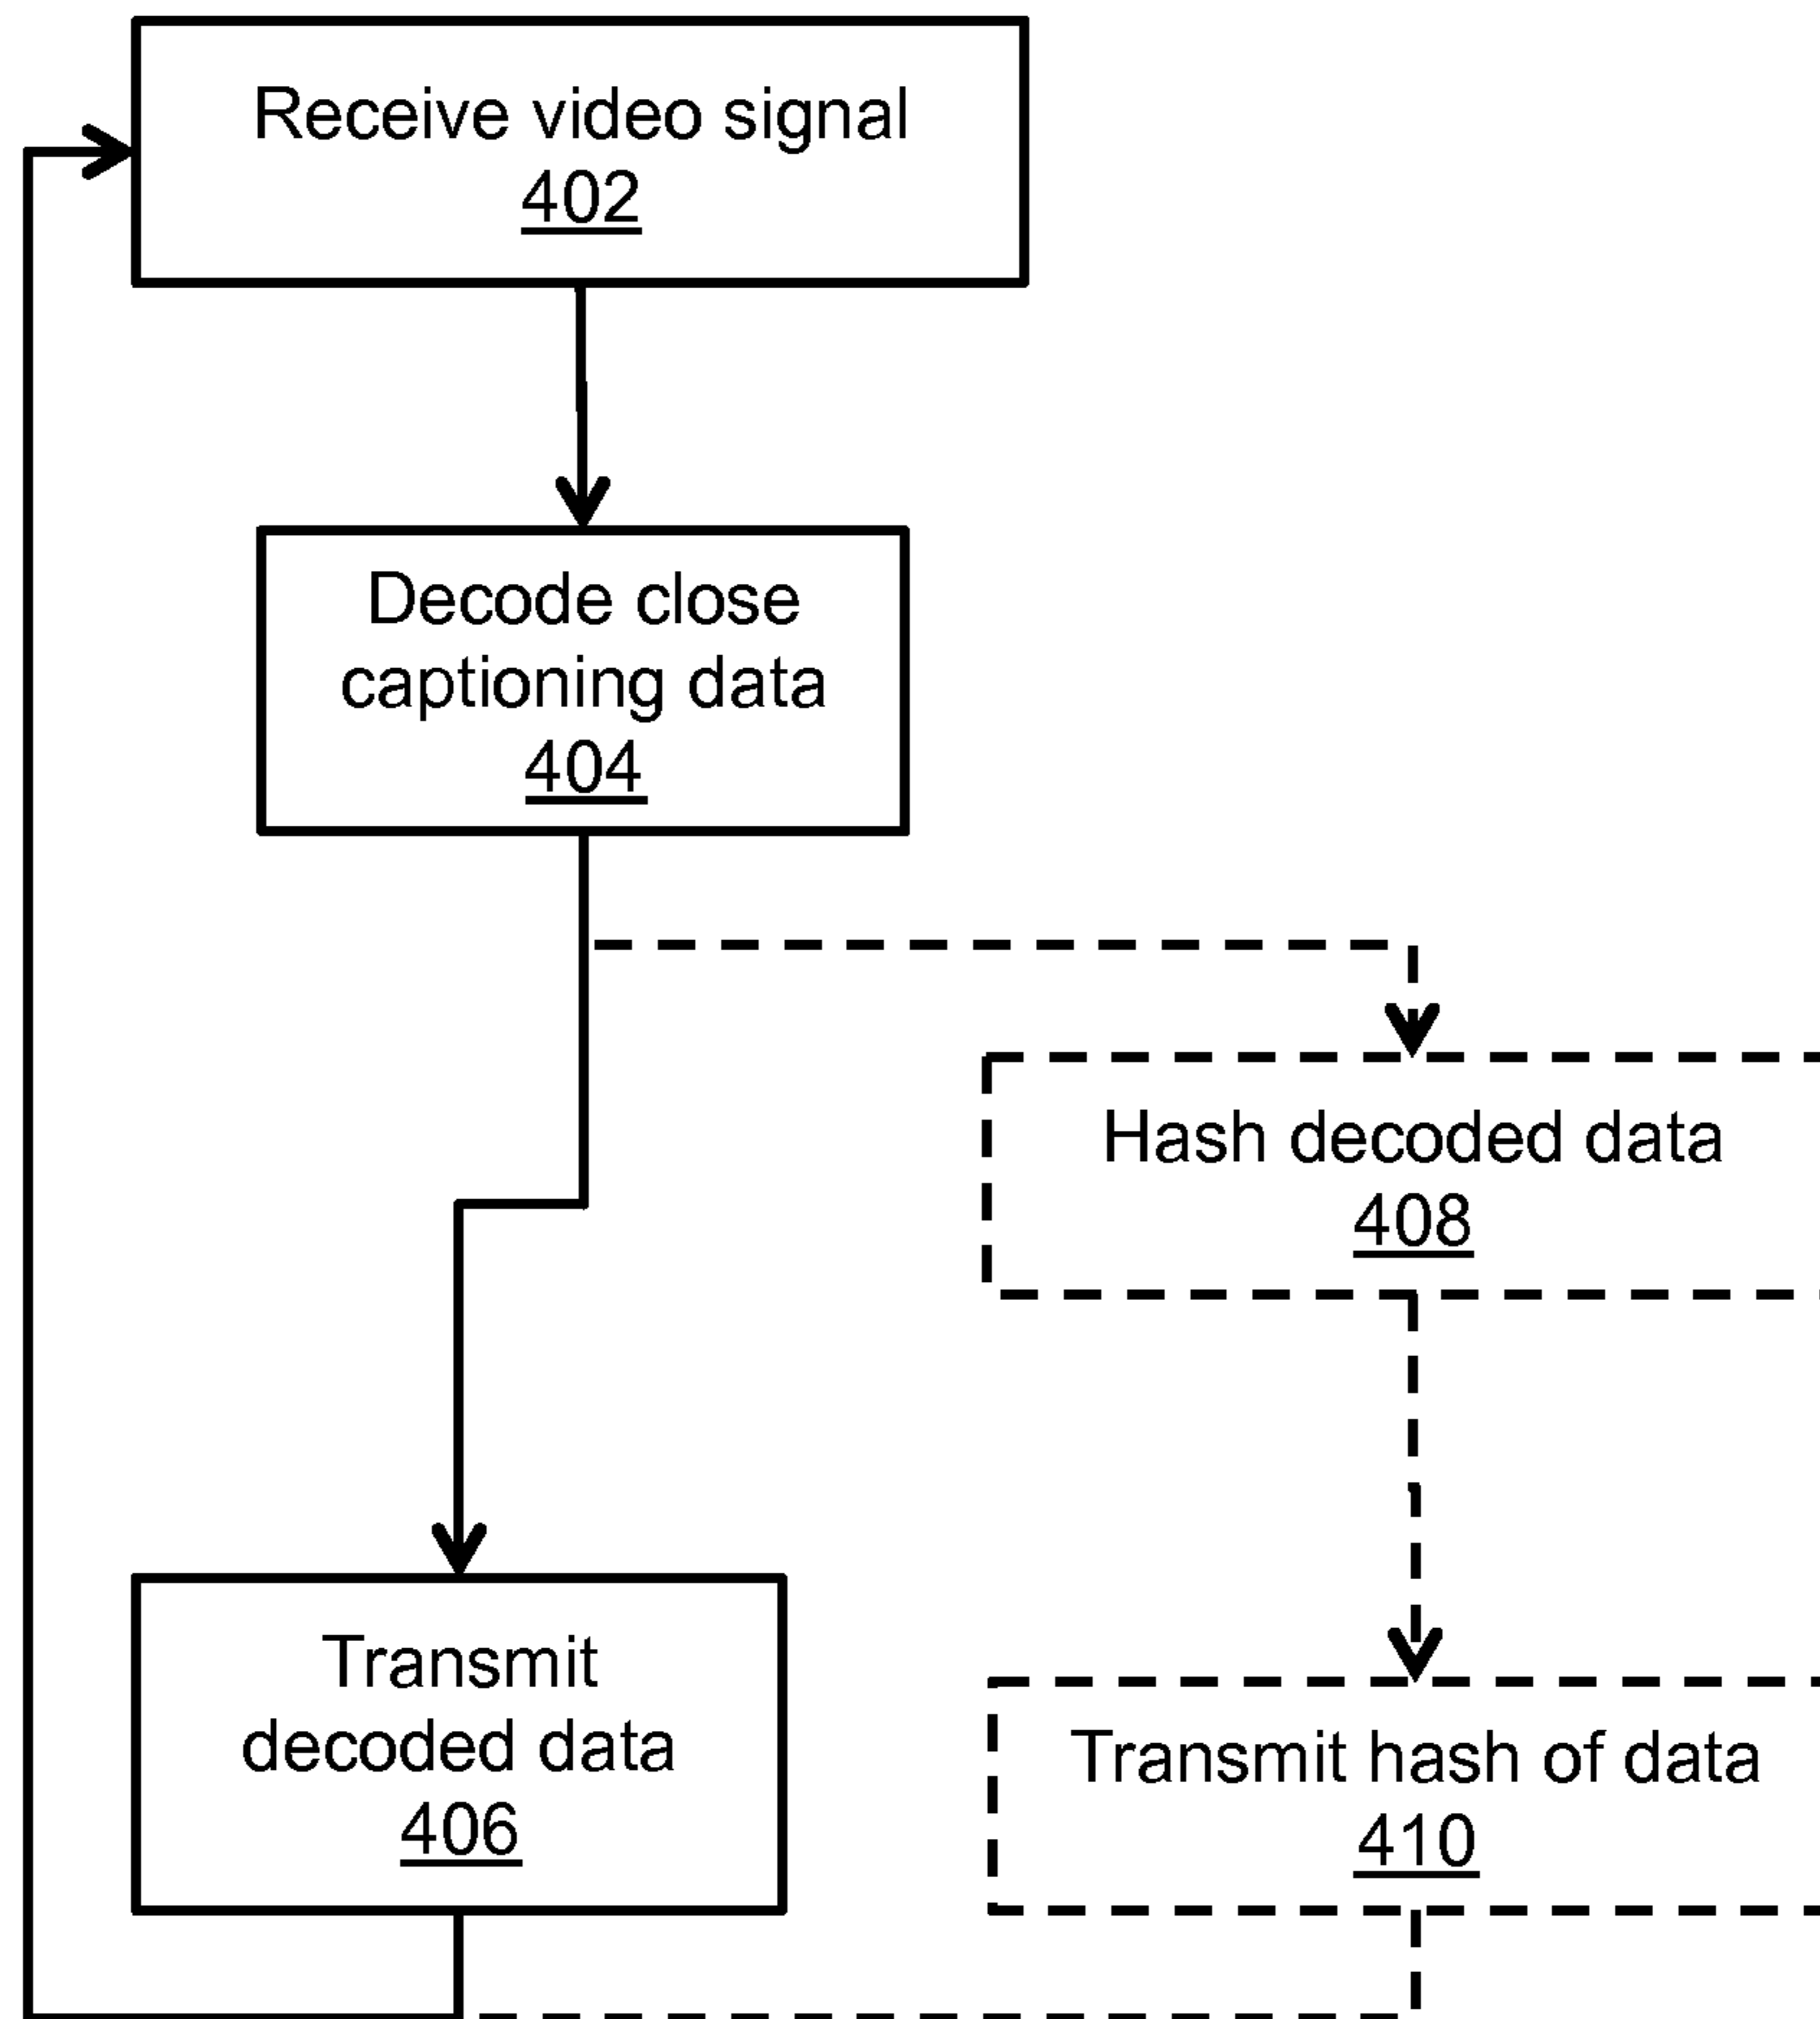 Receive video signal
402
Decode close
captioning data
404
Hash decoded data
408
Transmit
decoded data
406
Transmit hash of data
410